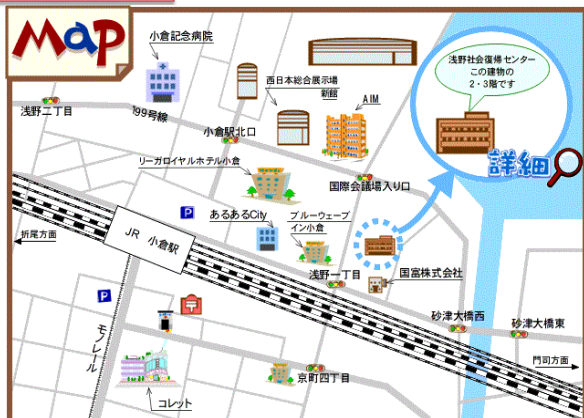 Map
小倉記念病院
西日本総合展示場
新館
AIM
浅野社会復帰センター
この建物の
2・3階です
詳細
浅野二丁目
199号線
小倉駅北口
リーガロイヤルホテル小倉
国際会議場入り口
P
あるあるCity
ブルーウェーブ
イン小倉
JR 小倉駅
折尾方面
浅野一丁目
国富株式会社
砂津大橋西
砂津大橋東
P
モノレール
門司方面
京町四丁目
コレット